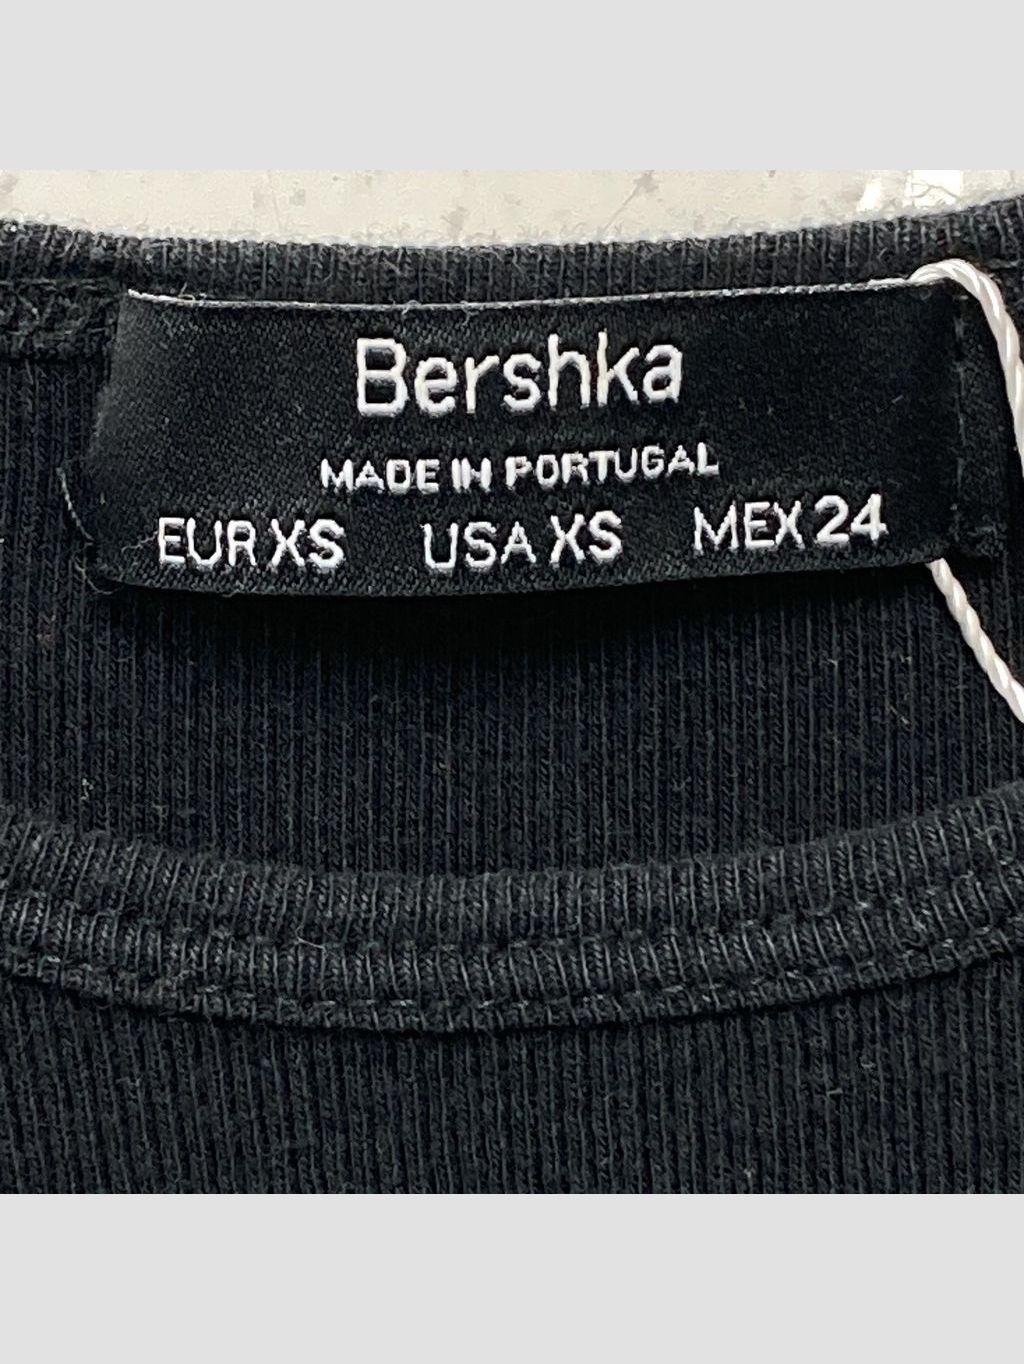 Bershka
MADE IN PORTUGAL
EUR XS USA XS MEX 24